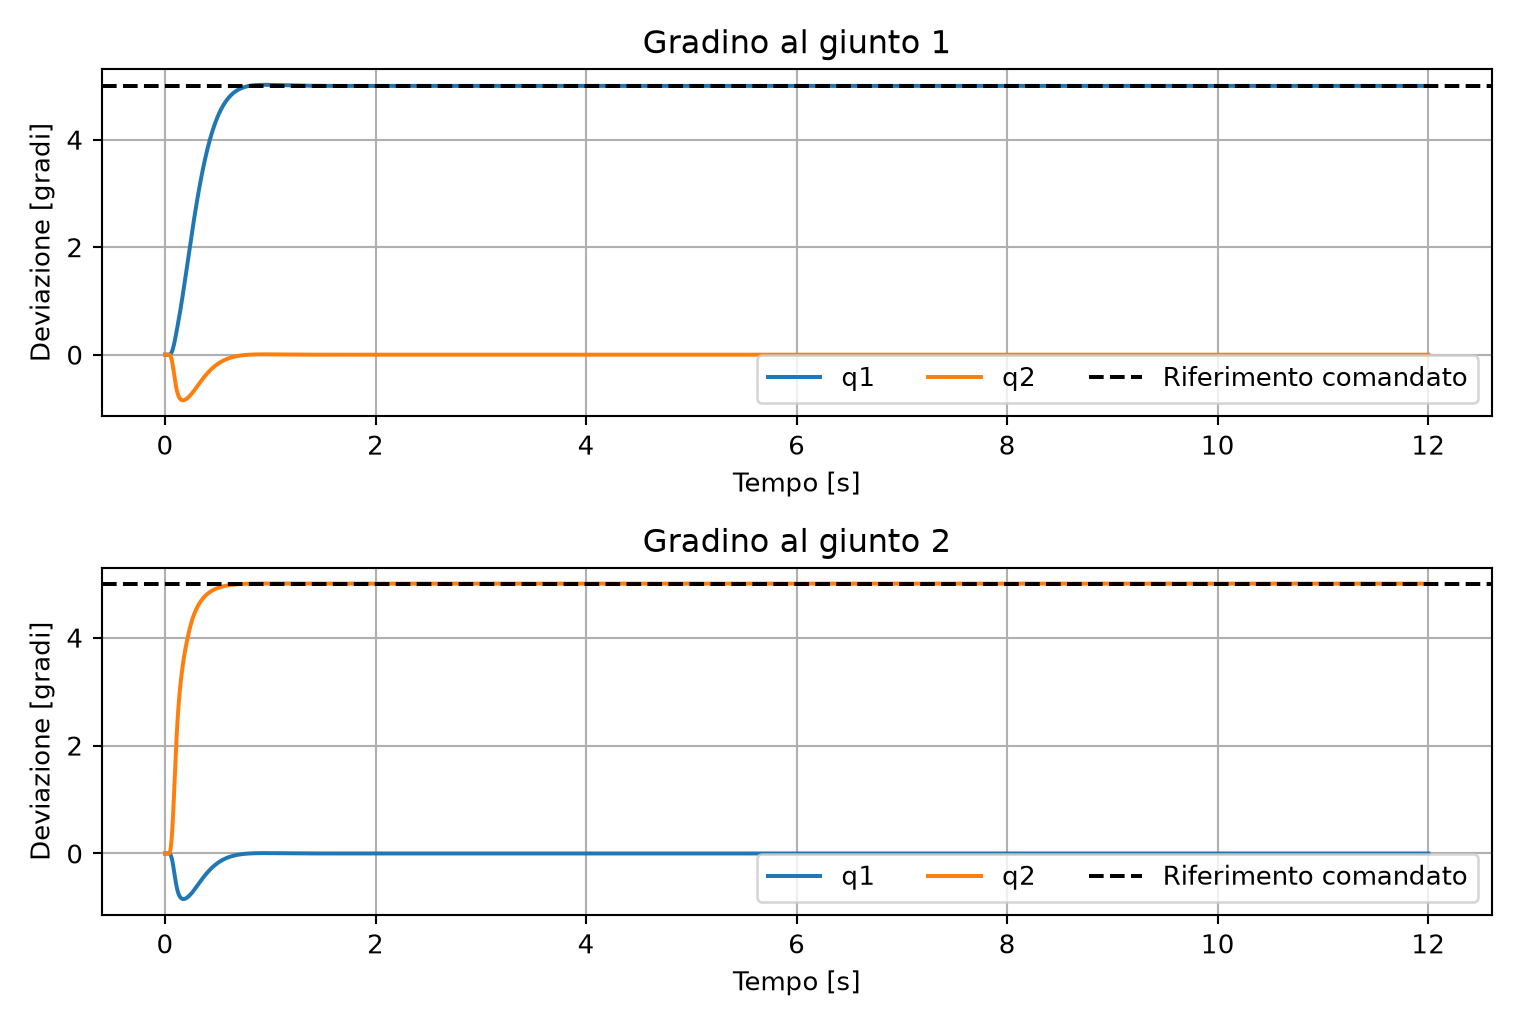 Gradino al giunto 1
Deviazione [gradi]
4
2
0
q1 q2 Riferimento comandato
0 2 4 6 8 10 12
Tempo [s]
Gradino al giunto 2
Deviazione [gradi]
4
2
0
q1 q2 Riferimento comandato
0 2 4 6 8 10 12
Tempo [s]